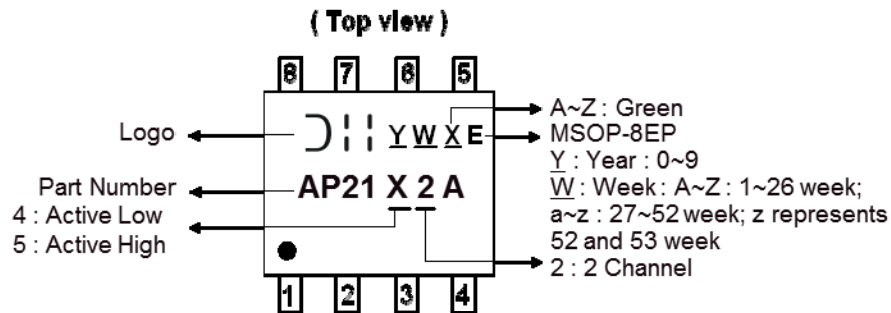 ( Top view )
8 7 6 5
Logo
Y W X E
A~Z : Green
MSOP-8EP
Y : Year : 0~9
W : Week : A~Z : 1~26 week;
a~z : 27~52 week; z represents
52 and 53 week
2 : 2 Channel
Part Number
4 : Active Low
5 : Active High
AP21 X 2 A
1 2 3 4